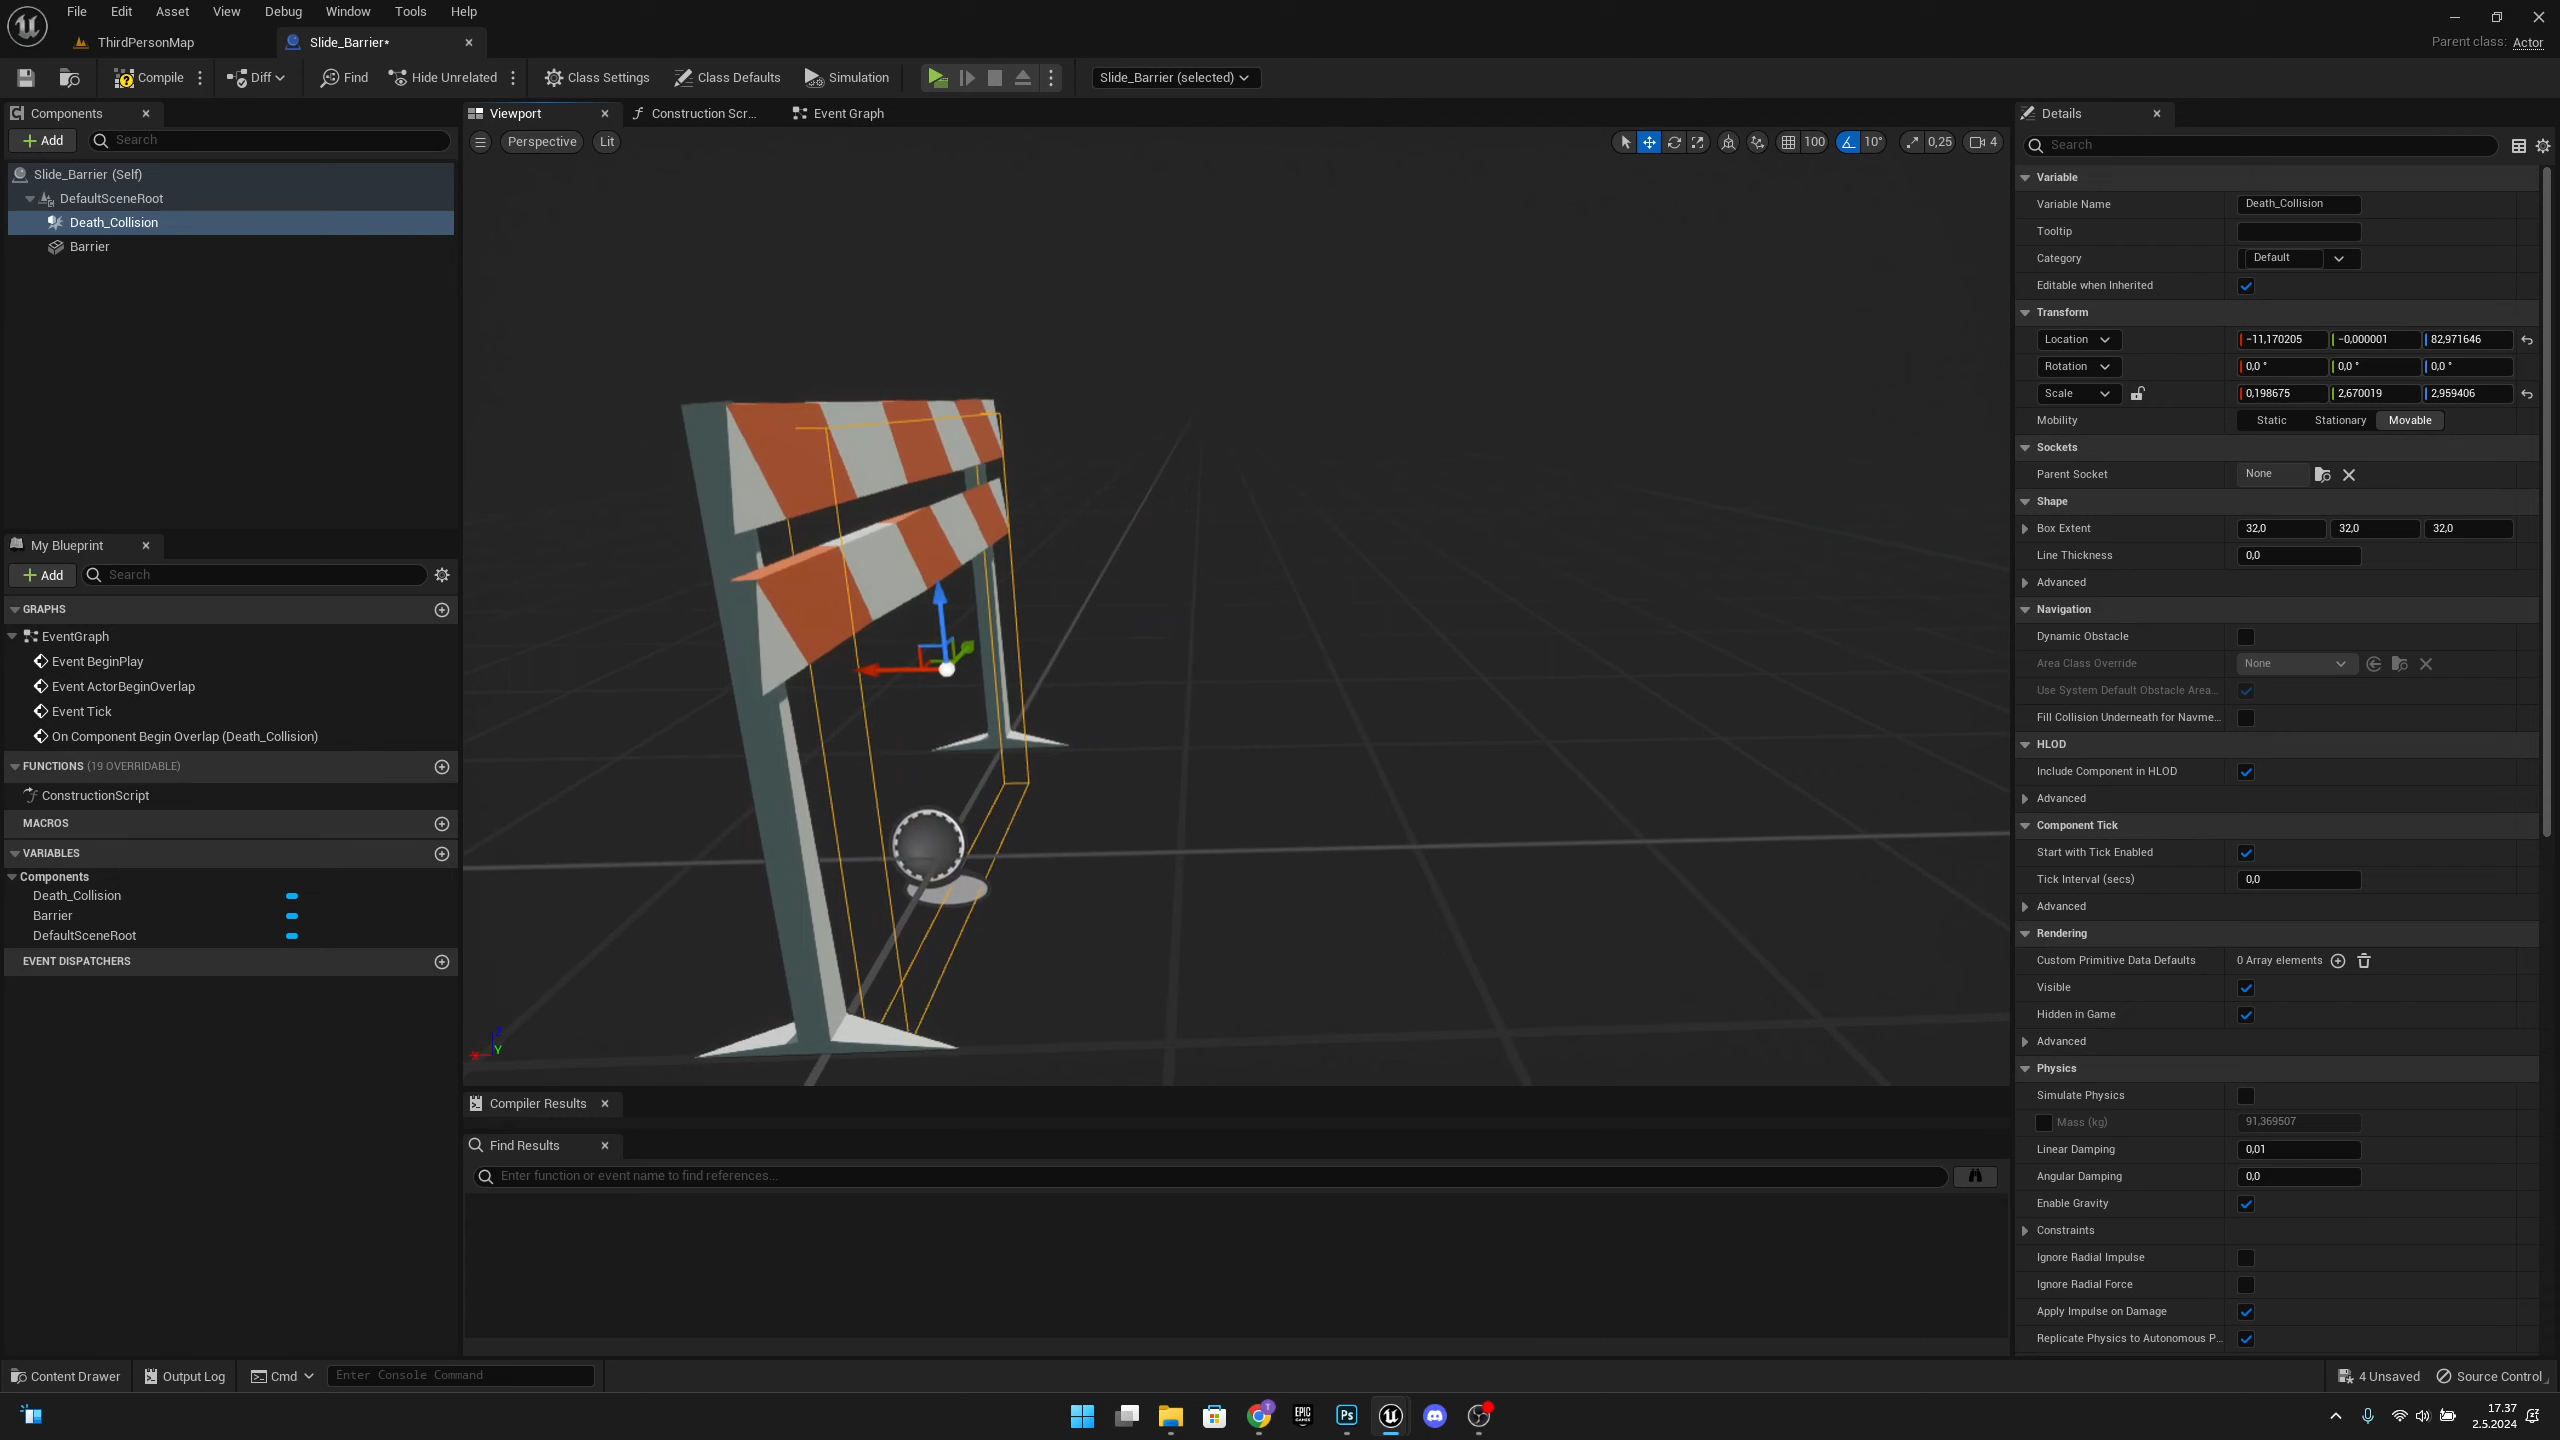 File Edit Asset View Debug Window Tools Help
ThirdPersonMap
Slide_Barrier*
Parent class: Actor
Compile
Diff
Find
Hide Unrelated
Class Settings
Class Defaults
Simulation
Slide_Barrier (selected)
Components
Add
Search
Slide_Barrier (Self)
DefaultSceneRoot
Death_Collision
Barrier
My Blueprint
Add
Search
GRAPHS
EventGraph
Event BeginPlay
Event ActorBeginOverlap
Event Tick
On Component Begin Overlap (Death_Collision)
FUNCTIONS (19 OVERRIDABLE)
ConstructionScript
MACROS
VARIABLES
Components
Death_Collision
Barrier
DefaultSceneRoot
EVENT DISPATCHERS
Viewport
Construction Scr...
Event Graph
Perspective
Lit
100
10°
0,25
4
X
Z
Y
Compiler Results
Find Results
Enter function or event name to find references...
Details
Search
Variable
Variable Name Death_Collision
Tooltip
Category Default
Editable when Inherited
Transform
Location -11,170205 -0,000001 82,971646
Rotation 0,0 ° 0,0 ° 0,0 °
Scale 0,198675 2,670019 2,959406
Mobility Static Stationary Movable
Sockets
Parent Socket None
Shape
Box Extent 32,0 32,0 32,0
Line Thickness 0,0
Advanced
Navigation
Dynamic Obstacle
Area Class Override None
Use System Default Obstacle Area...
Fill Collision Underneath for Navme...
HLOD
Include Component in HLOD
Advanced
Component Tick
Start with Tick Enabled
Tick Interval (secs) 0,0
Advanced
Rendering
Custom Primitive Data Defaults 0 Array elements
Visible
Hidden in Game
Advanced
Physics
Simulate Physics
Mass (kg) 91,369507
Linear Damping 0,01
Angular Damping 0,0
Enable Gravity
Constraints
Ignore Radial Impulse
Ignore Radial Force
Apply Impulse on Damage
Replicate Physics to Autonomous P...
Content Drawer
Output Log
Cmd
Enter Console Command
4 Unsaved
Source Control
T
EPIC GAMES
Ps
17.37
2.5.2024